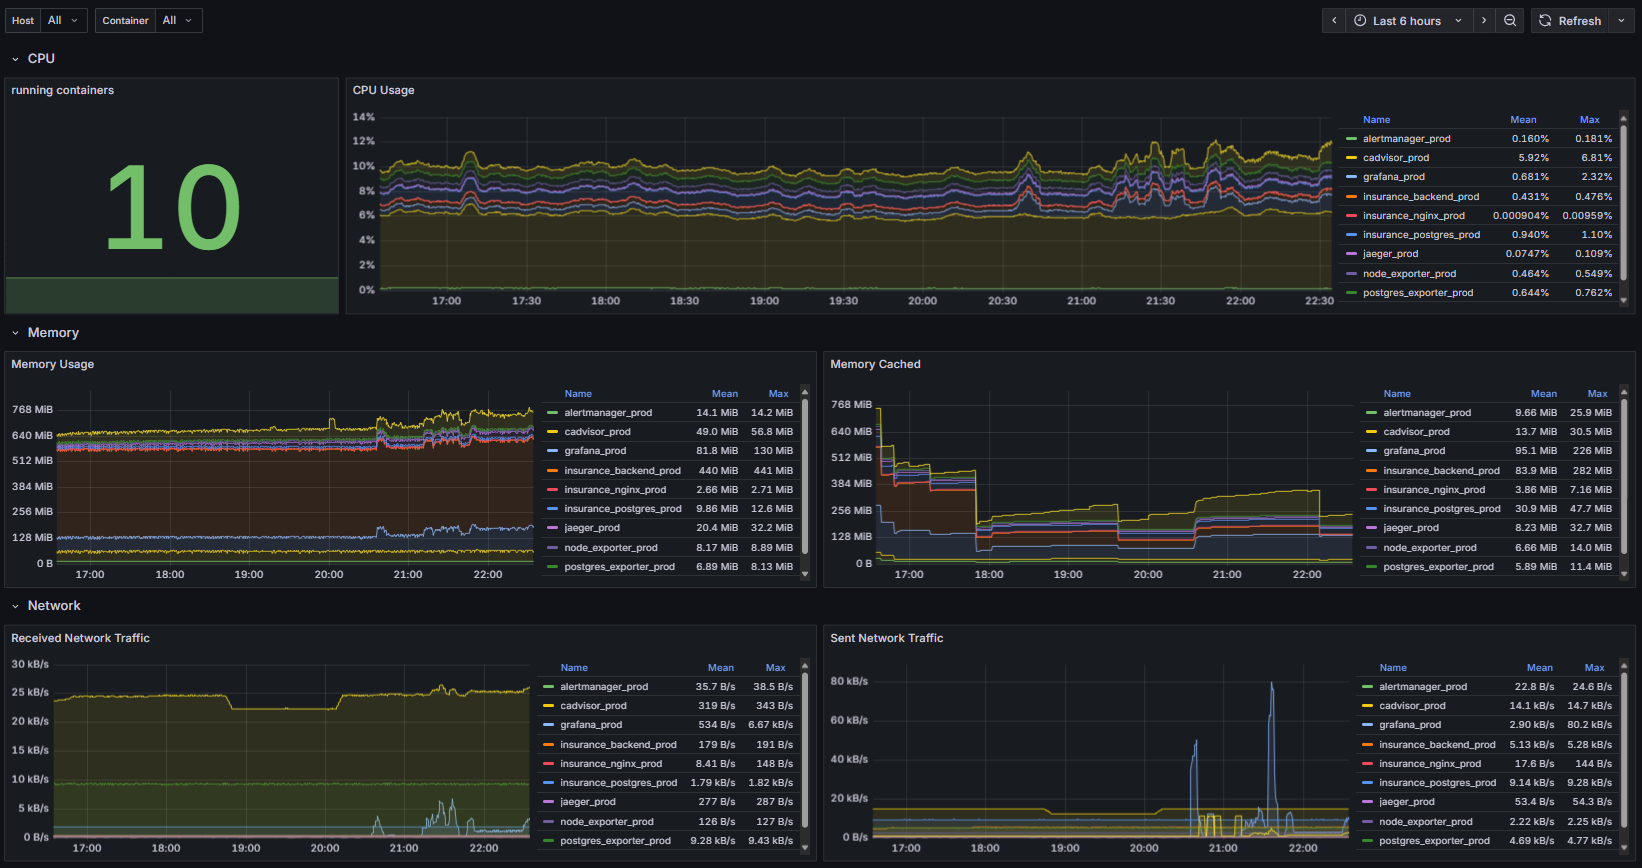 Host All Container All Last 6 hours Refresh
CPU
running containers
10
CPU Usage
14%
12%
10%
8%
6%
4%
2%
0%
17:00 17:30 18:00 18:30 19:00 19:30 20:00 20:30 21:00 21:30 22:00 22:30
Name Mean Max
alertmanager_prod 0.160% 0.181%
cadvisor_prod 5.92% 6.81%
grafana_prod 0.681% 2.32%
insurance_backend_prod 0.431% 0.476%
insurance_nginx_prod 0.000904% 0.00959%
insurance_postgres_prod 0.940% 1.10%
jaeger_prod 0.0747% 0.109%
node_exporter_prod 0.464% 0.549%
postgres_exporter_prod 0.644% 0.762%
Memory
Memory Usage
768 MiB
640 MiB
512 MiB
384 MiB
256 MiB
128 MiB
0 B
17:00 18:00 19:00 20:00 21:00 22:00
Name Mean Max
alertmanager_prod 14.1 MiB 14.2 MiB
cadvisor_prod 49.0 MiB 56.8 MiB
grafana_prod 81.8 MiB 130 MiB
insurance_backend_prod 440 MiB 441 MiB
insurance_nginx_prod 2.66 MiB 2.71 MiB
insurance_postgres_prod 9.86 MiB 12.6 MiB
jaeger_prod 20.4 MiB 32.2 MiB
node_exporter_prod 8.17 MiB 8.89 MiB
postgres_exporter_prod 6.89 MiB 8.13 MiB
Memory Cached
768 MiB
640 MiB
512 MiB
384 MiB
256 MiB
128 MiB
0 B
17:00 18:00 19:00 20:00 21:00 22:00
Name Mean Max
alertmanager_prod 9.66 MiB 25.9 MiB
cadvisor_prod 13.7 MiB 30.5 MiB
grafana_prod 95.1 MiB 226 MiB
insurance_backend_prod 83.9 MiB 282 MiB
insurance_nginx_prod 3.86 MiB 7.16 MiB
insurance_postgres_prod 30.9 MiB 47.7 MiB
jaeger_prod 8.23 MiB 32.7 MiB
node_exporter_prod 6.66 MiB 14.0 MiB
postgres_exporter_prod 5.89 MiB 11.4 MiB
Network
Received Network Traffic
30 kB/s
25 kB/s
20 kB/s
15 kB/s
10 kB/s
5 kB/s
0 B/s
17:00 18:00 19:00 20:00 21:00 22:00
Name Mean Max
alertmanager_prod 35.7 B/s 38.5 B/s
cadvisor_prod 319 B/s 343 B/s
grafana_prod 534 B/s 6.67 kB/s
insurance_backend_prod 179 B/s 191 B/s
insurance_nginx_prod 8.41 B/s 148 B/s
insurance_postgres_prod 1.79 kB/s 1.82 kB/s
jaeger_prod 277 B/s 287 B/s
node_exporter_prod 126 B/s 127 B/s
postgres_exporter_prod 9.28 kB/s 9.43 kB/s
Sent Network Traffic
80 kB/s
60 kB/s
40 kB/s
20 kB/s
0 B/s
17:00 18:00 19:00 20:00 21:00 22:00
Name Mean Max
alertmanager_prod 22.8 B/s 24.6 B/s
cadvisor_prod 14.1 kB/s 14.7 kB/s
grafana_prod 2.90 kB/s 80.2 kB/s
insurance_backend_prod 5.13 kB/s 5.28 kB/s
insurance_nginx_prod 17.6 B/s 144 B/s
insurance_postgres_prod 9.14 kB/s 9.28 kB/s
jaeger_prod 53.4 B/s 54.3 B/s
node_exporter_prod 2.22 kB/s 2.25 kB/s
postgres_exporter_prod 4.69 kB/s 4.77 kB/s